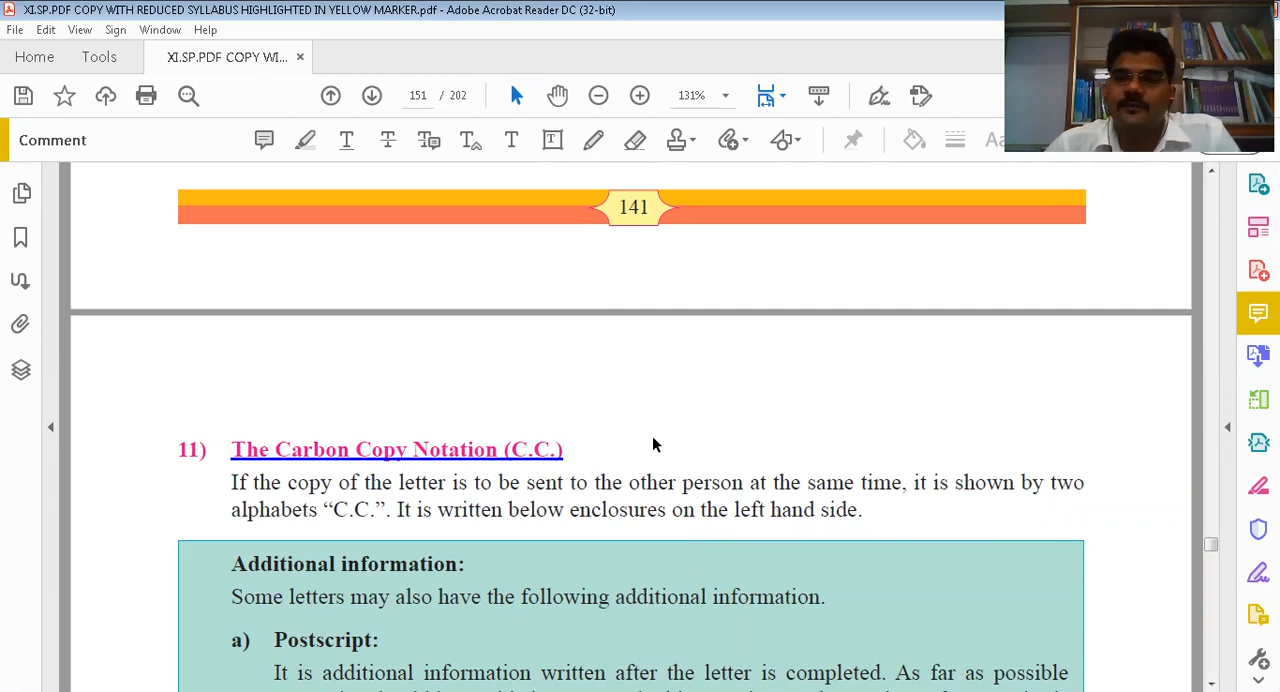 XI.SP.PDF COPY WITH REDUCED SYLLABUS HIGHLIGHTED IN YELLOW MARKER.pdf - Adobe Acrobat Reader DC (32-bit)
File Edit View Sign Window Help
Home Tools XI.SP.PDF COPY WI... ×
151 / 202 131%
Comment
141
11) The Carbon Copy Notation (C.C.)
If the copy of the letter is to be sent to the other person at the same time, it is shown by two
alphabets “C.C.”. It is written below enclosures on the left hand side.
Additional information:
Some letters may also have the following additional information.
a) Postscript:
It is additional information written after the letter is completed. As far as possible